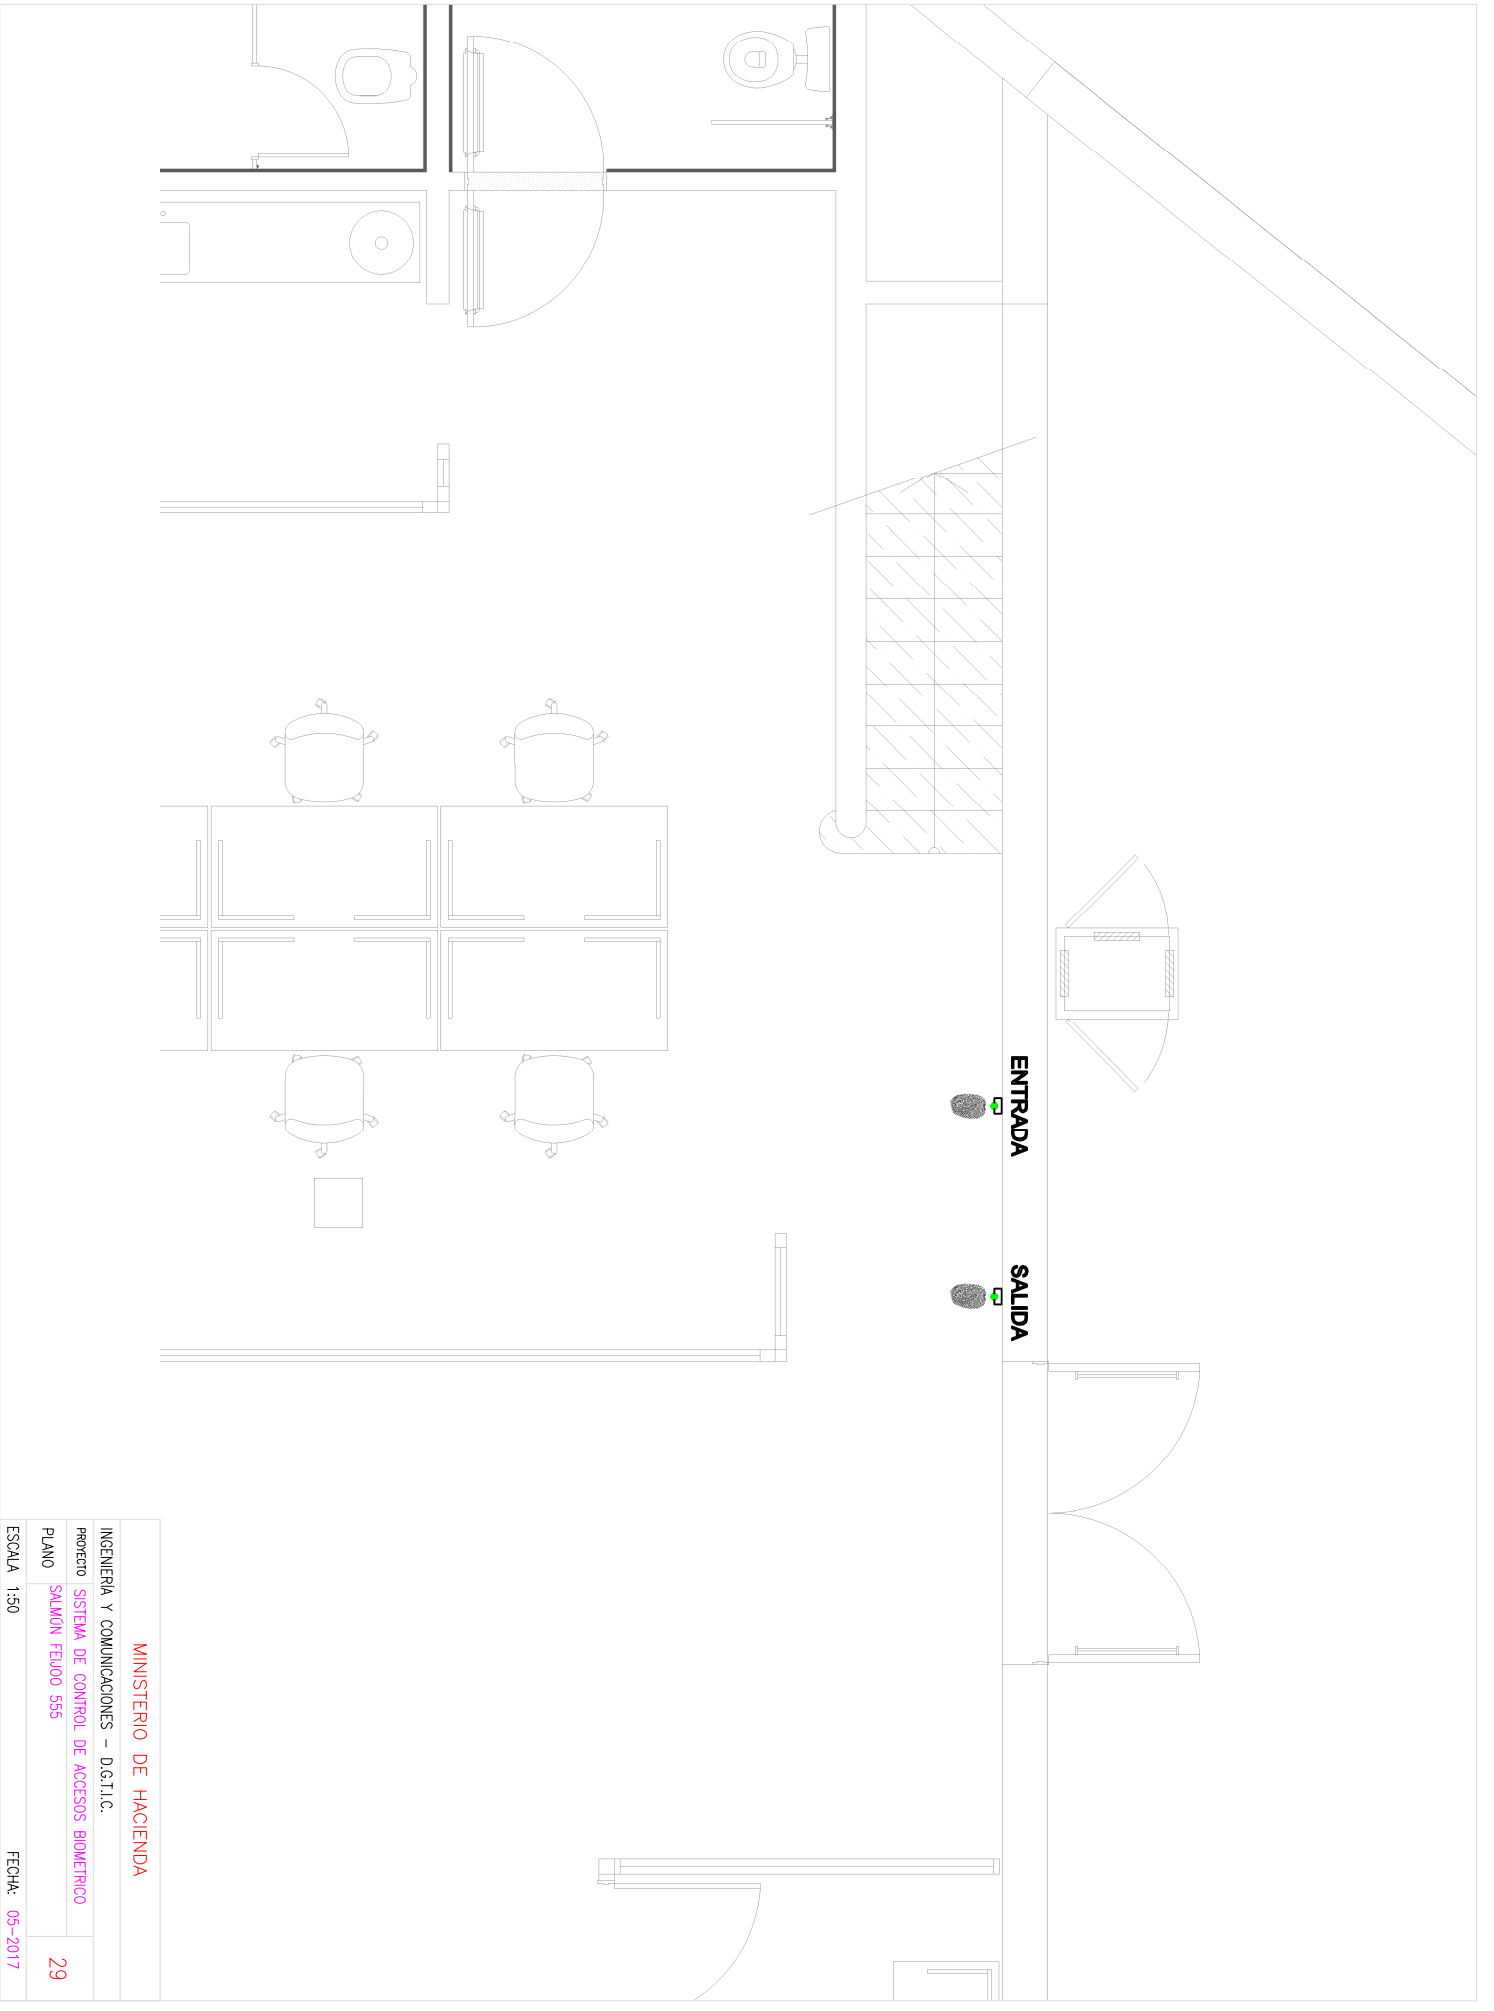 ENTRADA
SALIDA
MINISTERIO DE HACIENDA
INGENIERÍA Y COMUNICACIONES - D.G.T.I.C.
PROYECTO SISTEMA DE CONTROL DE ACCESOS BIOMETRICO
PLANO SALMÚN FEIJOO 555
29
ESCALA 1:50 FECHA: 05-2017